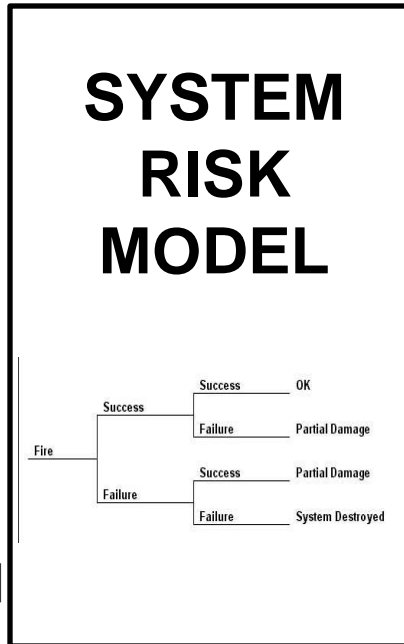 SYSTEM
RISK
MODEL
Success OK
Success
Failure Partial Damage
Fire
Success Partial Damage
Failure
Failure System Destroyed